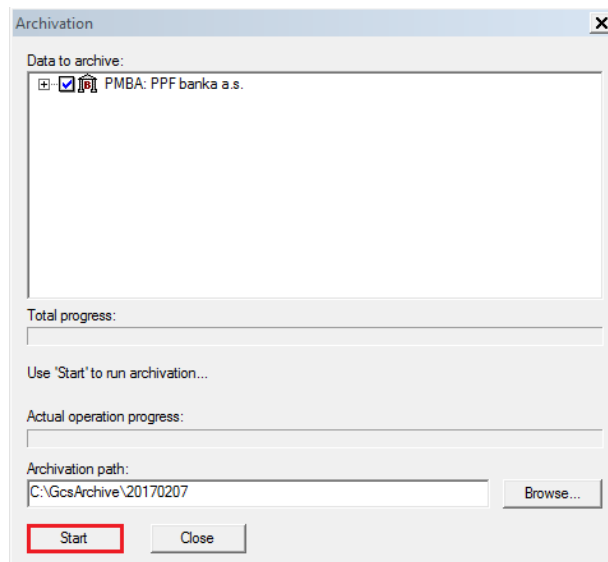 Archivation
Data to archive:
PMBA: PPF banka a.s.
Total progress:
Use 'Start' to run archivation...
Actual operation progress:
Archivation path:
C:\GcsArchive\20170207
Browse...
Start
Close